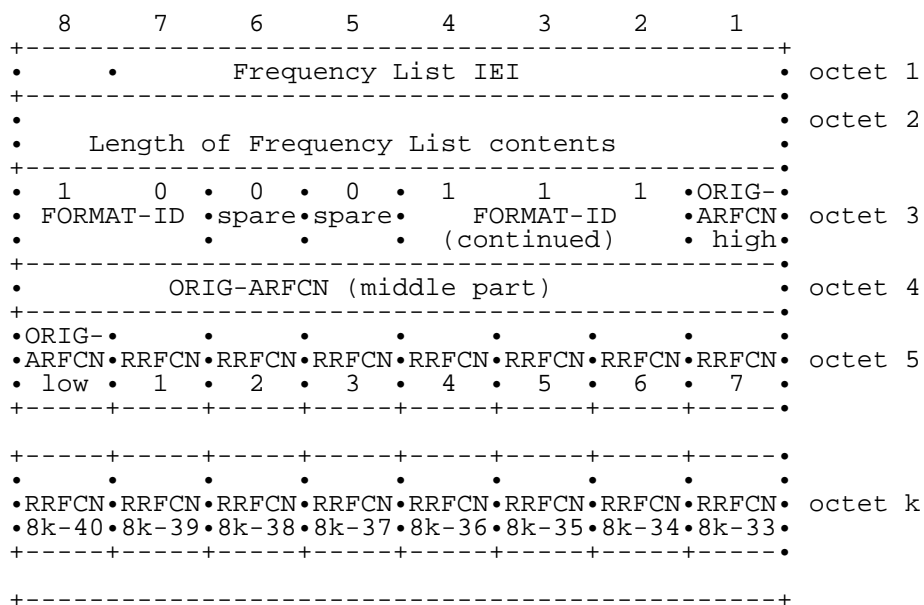 8 7 6 5 4 3 2 1
+-----------------------------------------------+
• • Frequency List IEI • octet 1
+-----------------------------------------------•
• • octet 2
• Length of Frequency List contents •
+-----------------------------------------------•
• 1 0 • 0 • 0 • 1 1 1 •ORIG-•
• FORMAT-ID •spare•spare• FORMAT-ID •ARFCN• octet 3
• • • • (continued) • high•
+-----------------------------------------------•
• ORIG-ARFCN (middle part) • octet 4
+-----------------------------------------------•
•ORIG-• • • • • • • •
•ARFCN•RRFCN•RRFCN•RRFCN•RRFCN•RRFCN•RRFCN•RRFCN• octet 5
• low • 1 • 2 • 3 • 4 • 5 • 6 • 7 •
+-----+-----+-----+-----+-----+-----+-----+-----•
+-----+-----+-----+-----+-----+-----+-----+-----•
• • • • • • • • •
•RRFCN•RRFCN•RRFCN•RRFCN•RRFCN•RRFCN•RRFCN•RRFCN• octet k
•8k-40•8k-39•8k-38•8k-37•8k-36•8k-35•8k-34•8k-33•
+-----+-----+-----+-----+-----+-----+-----+-----•
+-----------------------------------------------+